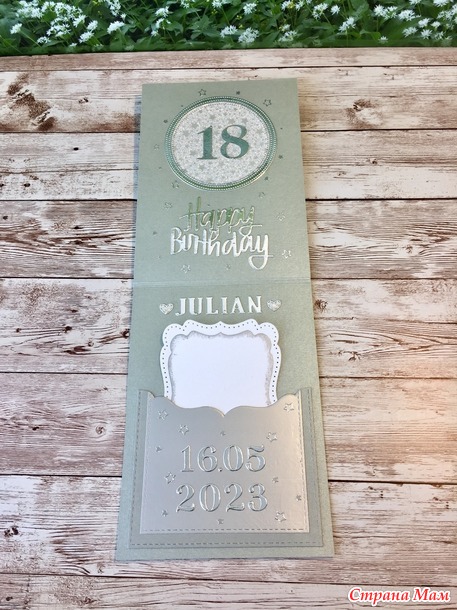 18
Happy
Birthday
JULIAN
16.05
2023
Страна Мам